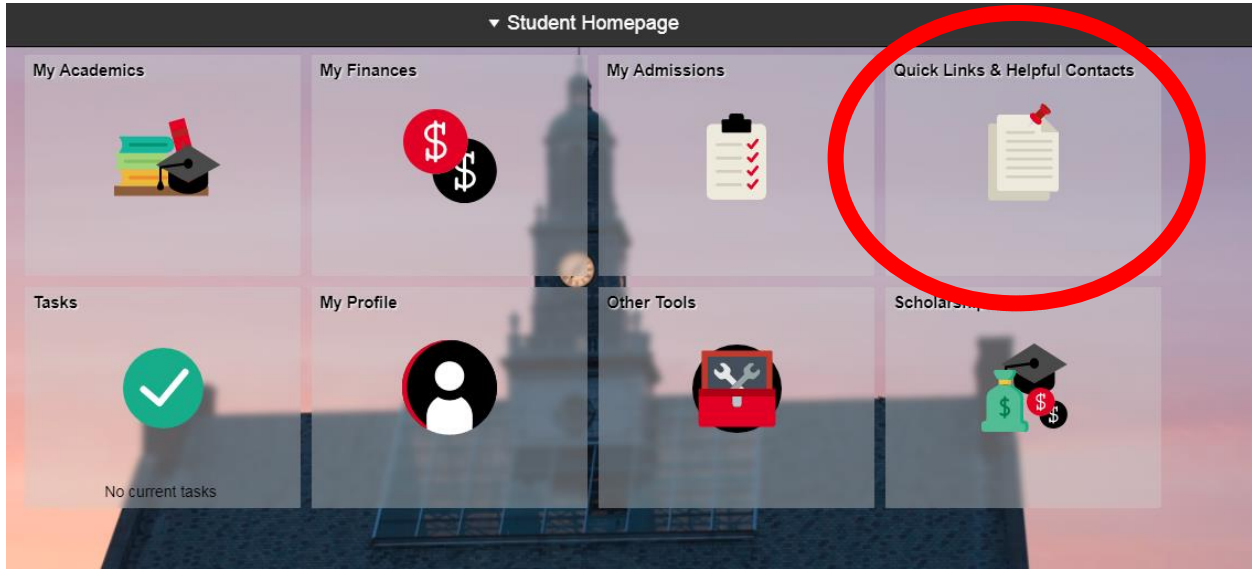 ▾ Student Homepage
My Academics
My Finances
My Admissions
Quick Links & Helpful Contacts
Tasks
My Profile
Other Tools
No current tasks